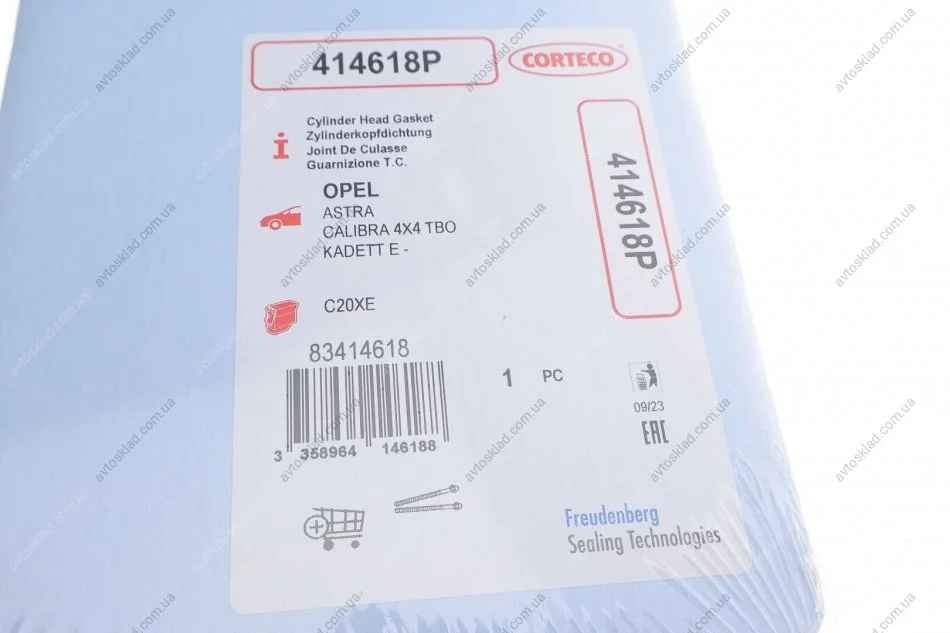 414618P
CORTECO
Cylinder Head Gasket
Zylinderkopfdichtung
Joint De Culasse
Guarnizione T.C.
OPEL
ASTRA
CALIBRA 4X4 TBO
KADETT E -
414618P
C20XE
83414618
1 PC
3 358964 146188
09/23
EAC
Freudenberg
Sealing Technologies
avtosklad.com.ua